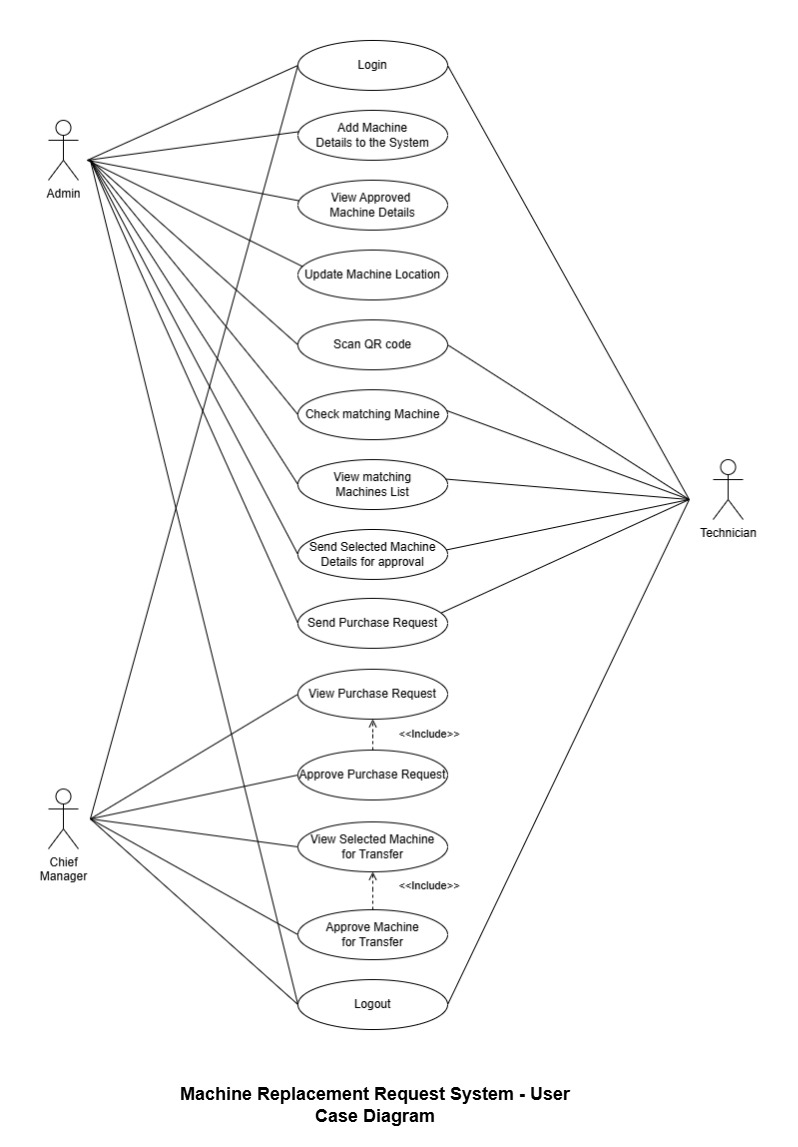 Login
Add Machine
Details to the System
Admin
View Approved
Machine Details
Update Machine Location
Scan QR code
Check matching Machine
View matching
Machines List
Technician
Send Selected Machine
Details for approval
Send Purchase Request
View Purchase Request
<<Include>>
Approve Purchase Request
View Selected Machine
for Transfer
Chief
Manager
<<Include>>
Approve Machine
for Transfer
Logout
Machine Replacement Request System - User
Case Diagram